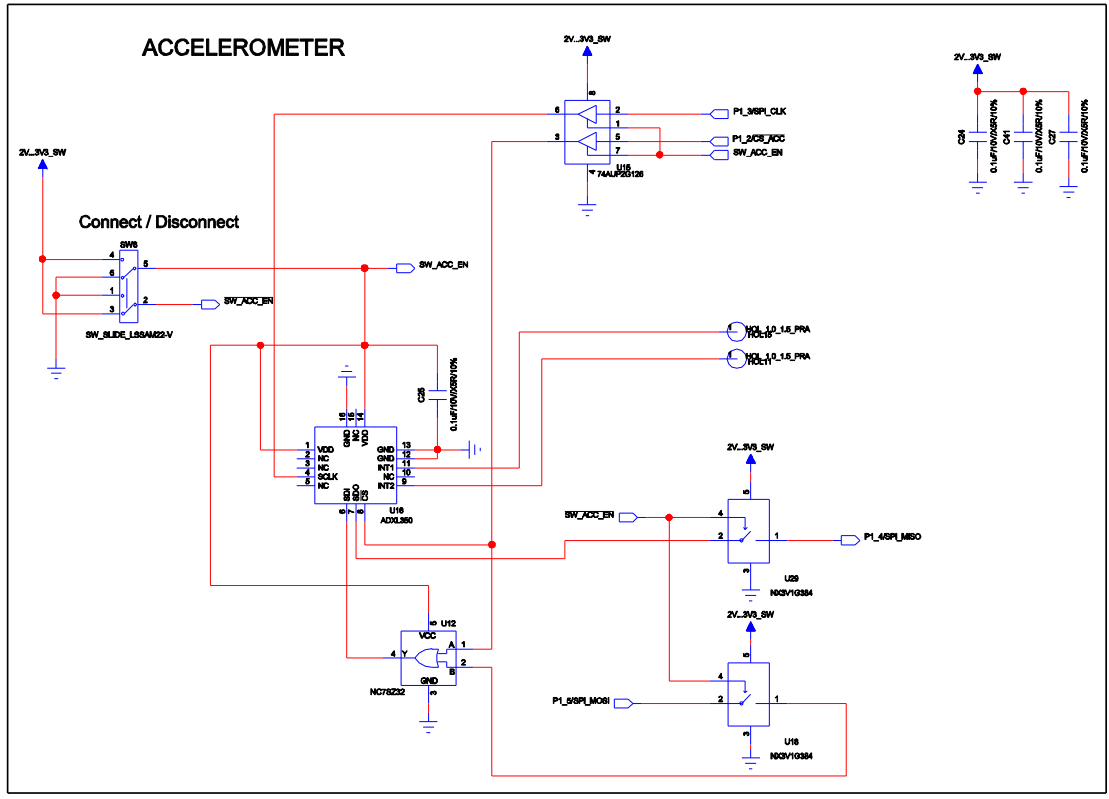 ACCELEROMETER
2V...3V3_SW
2V...3V3_SW
8
6
2
P1_3/SPI_CLK
1
3
5
P1_2/CS_ACC
7
SW_ACC_EN
4
U15
74AUP2G126
C24
0.1uF/10V/X5R/10%
C41
0.1uF/10V/X5R/10%
C27
0.1uF/10V/X5R/10%
2V...3V3_SW
Connect / Disconnect
SW6
4
5
6
1
2
3
SW_ACC_EN
SW_ACC_EN
SW_SLIDE_LSSAM22-V
1
HOL_1.0_1.5_PRA
1
HOL_1.0_1.5_PRA
HOL11
C25
0.1uF/10V/X5R/10%
16
15
14
GND
NC
VDD
1
VDD
GND
13
2
NC
GND
12
3
NC
INT1
11
4
SCLK
NC
10
5
NC
INT2
9
SDI
SDO
CS
6
7
8
U16
ADXL350
2V...3V3_SW
5
SW_ACC_EN
4
2
1
P1_4/SPI_MISO
3
U29
NX3V1G384
2V...3V3_SW
5
4
P1_5/SPI_MOSI
2
1
3
U18
NX3V1G384
5
U12
VCC
A
1
4
Y
B
2
GND
3
NC7SZ32